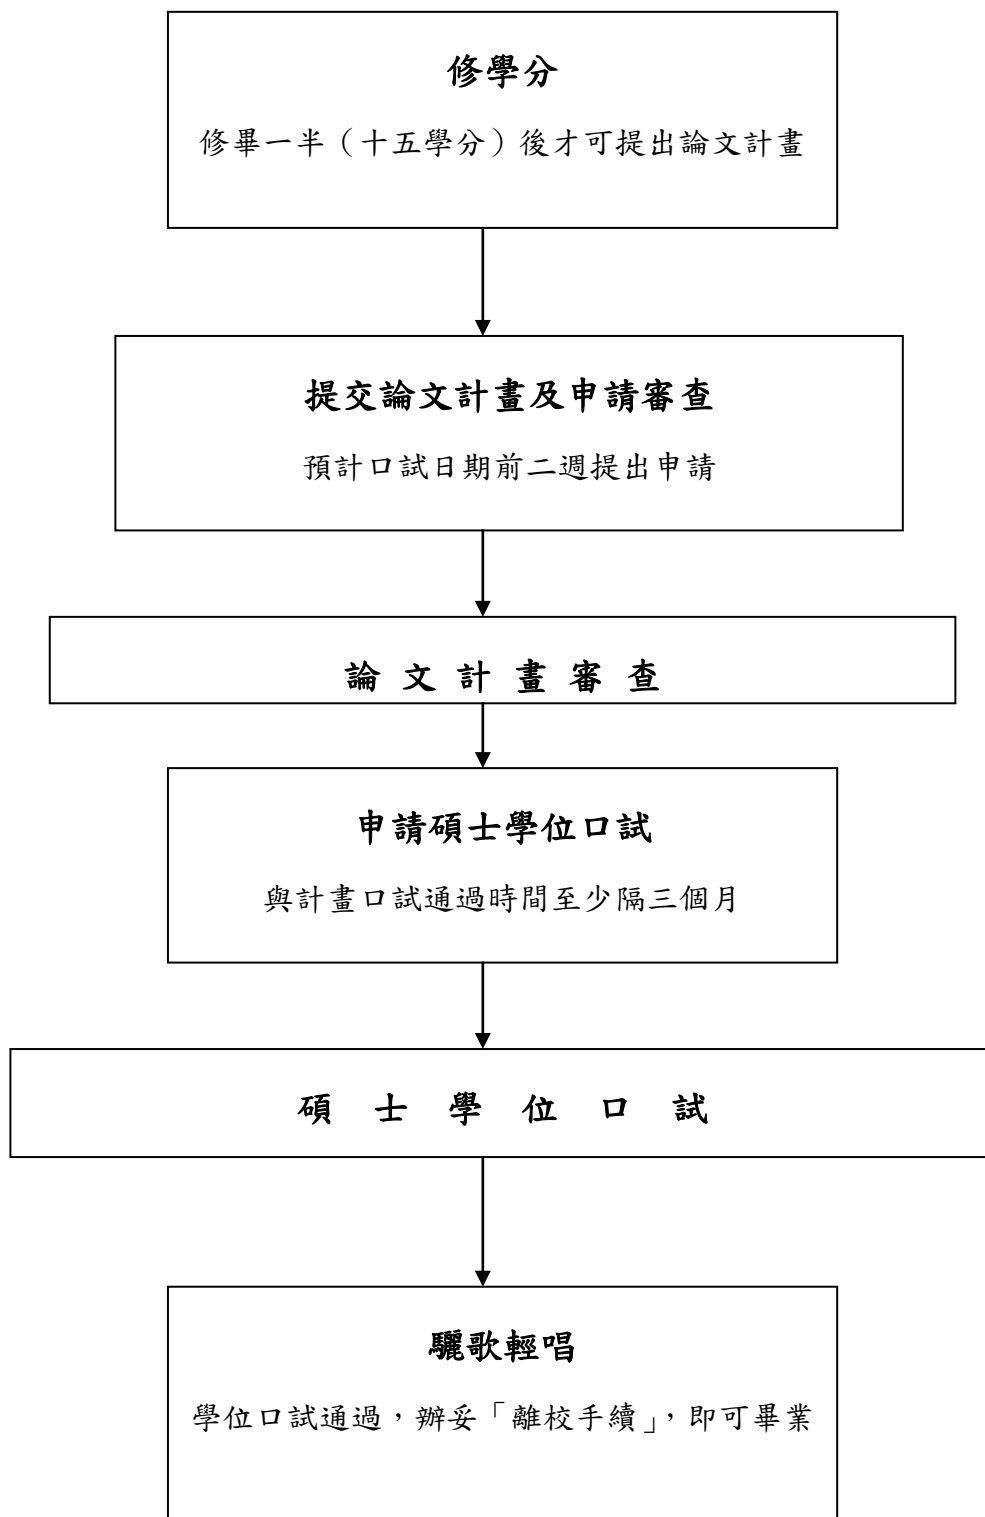 修學分
修畢一半（十五學分）後才可提出論文計畫
提交論文計畫及申請審查
預計口試日期前二週提出申請
論文計畫審查
申請碩士學位口試
與計畫口試通過時間至少隔三個月
碩士學位口試
驪歌輕唱
學位口試通過，辦妥「離校手續」，即可畢業